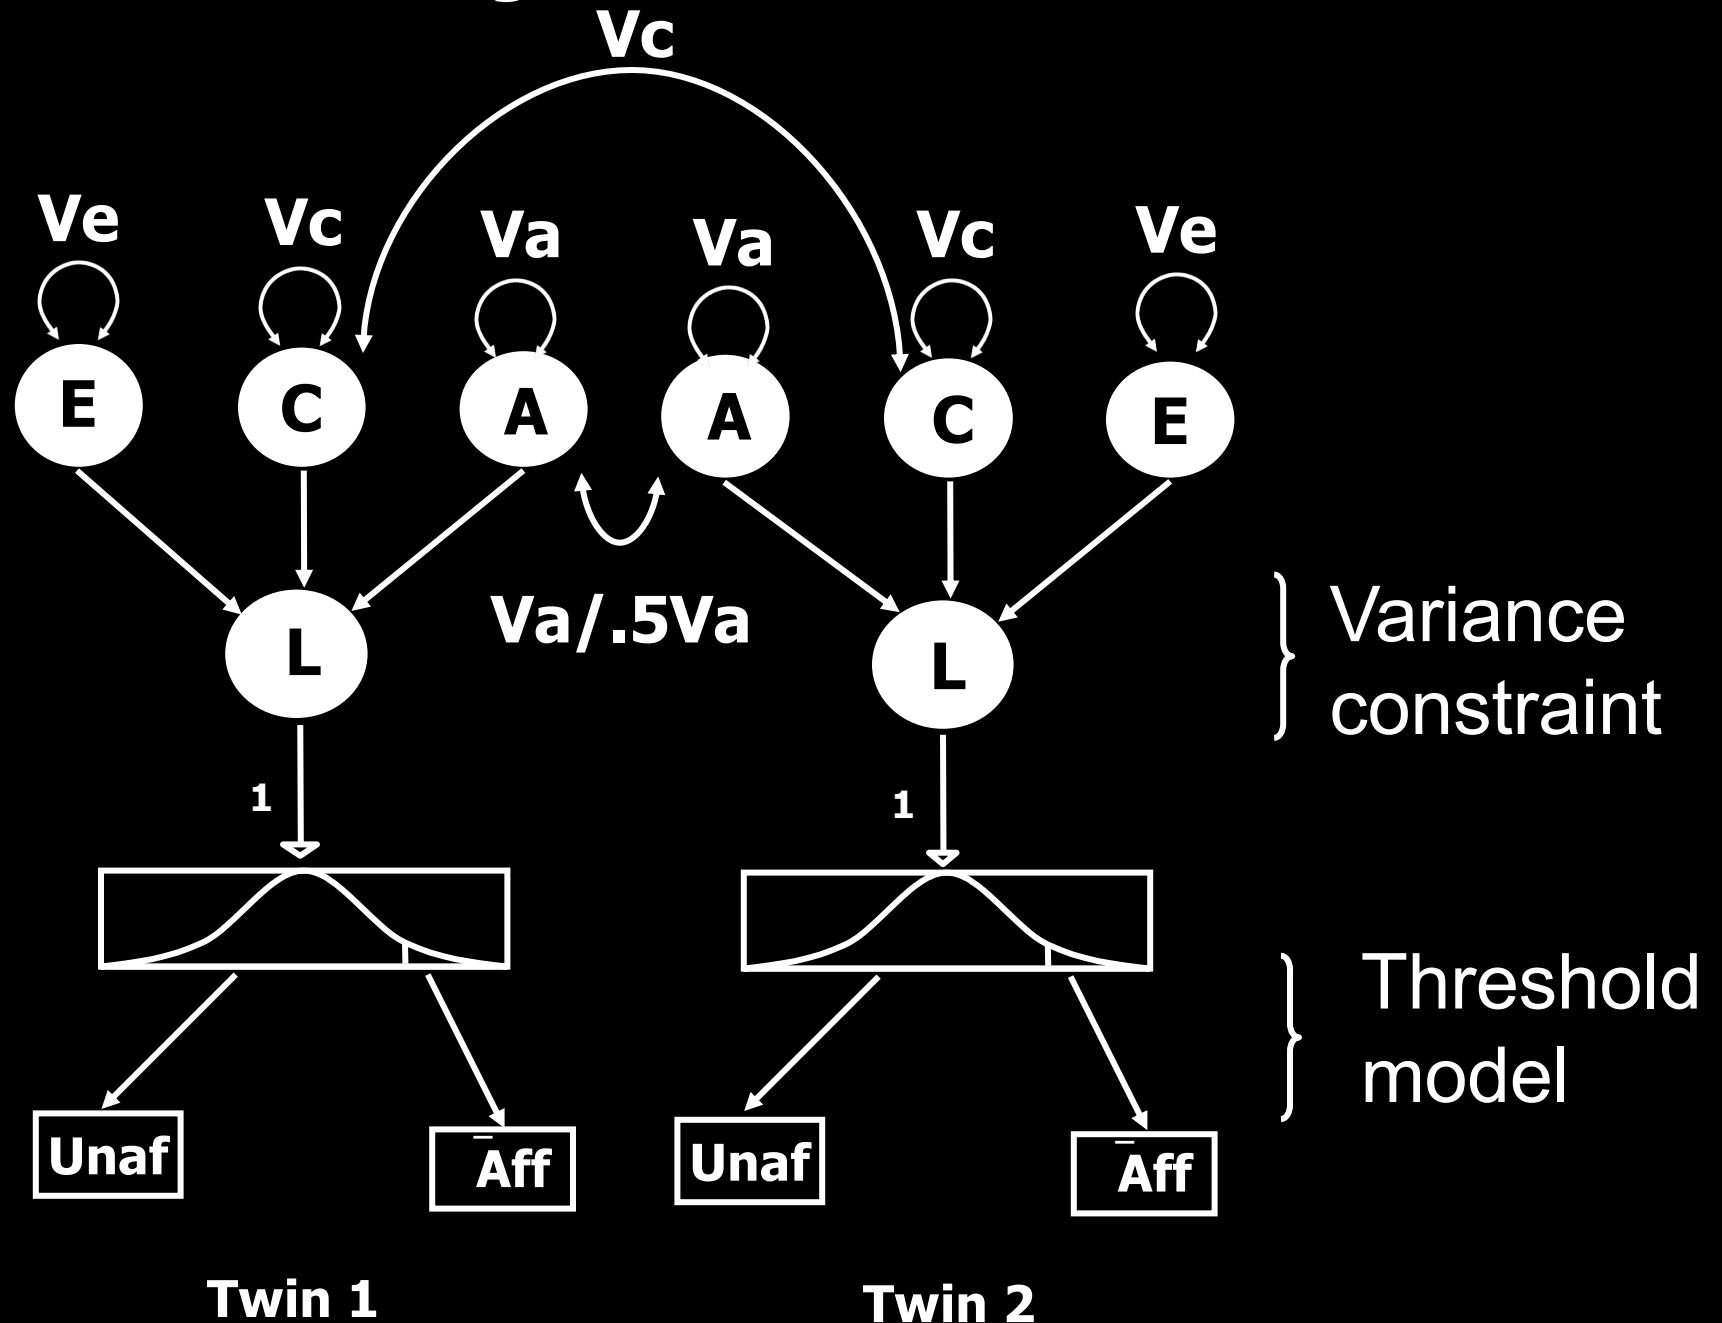 Vc
Ve Vc Va Va Vc Ve
E C A A C E
Va/.5Va
L L
Variance
constraint
1 1
Threshold
model
Unaf Aff Unaf Aff
Twin 1 Twin 2